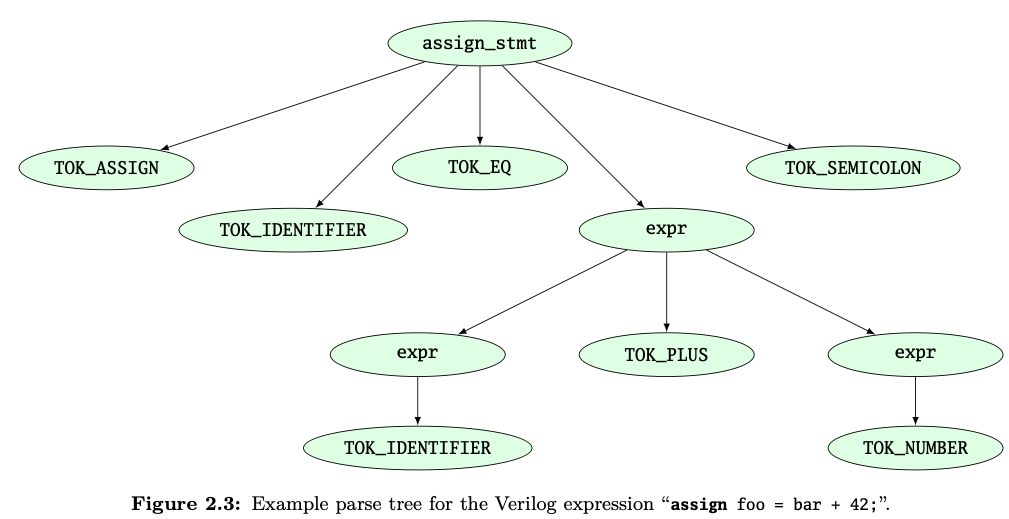 assign_stmt
TOK_ASSIGN
TOK_EQ
TOK_SEMICOLON
TOK_IDENTIFIER
expr
expr
TOK_PLUS
expr
TOK_IDENTIFIER
TOK_NUMBER
Figure 2.3: Example parse tree for the Verilog expression “assign foo = bar + 42;”.